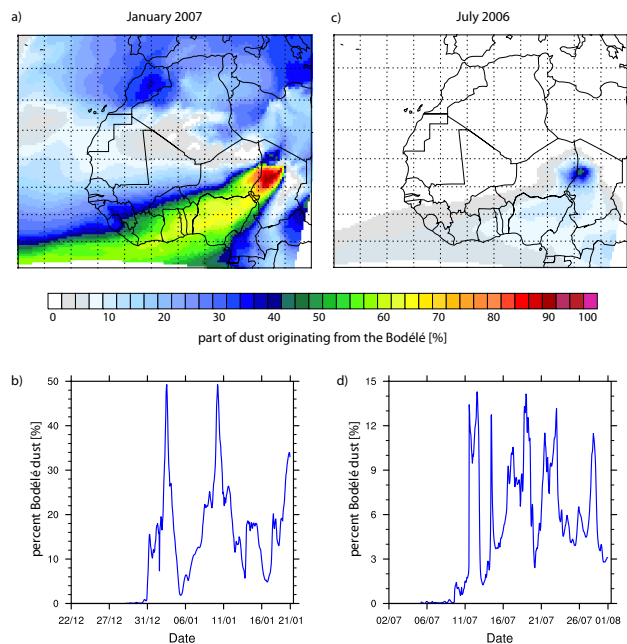 a) January 2007 c) July 2006
0 10 20 30 40 50 60 70 80 90 100
part of dust originating from the Bodélé [%]
b) d)
50
40
30
20
10
0
percent Bodélé dust [%]
22/12 27/12 31/12 06/01 11/01 16/01 21/01
Date
15
12
9
6
3
0
percent Bodélé dust [%]
02/07 06/07 11/07 16/07 21/07 26/07 01/08
Date